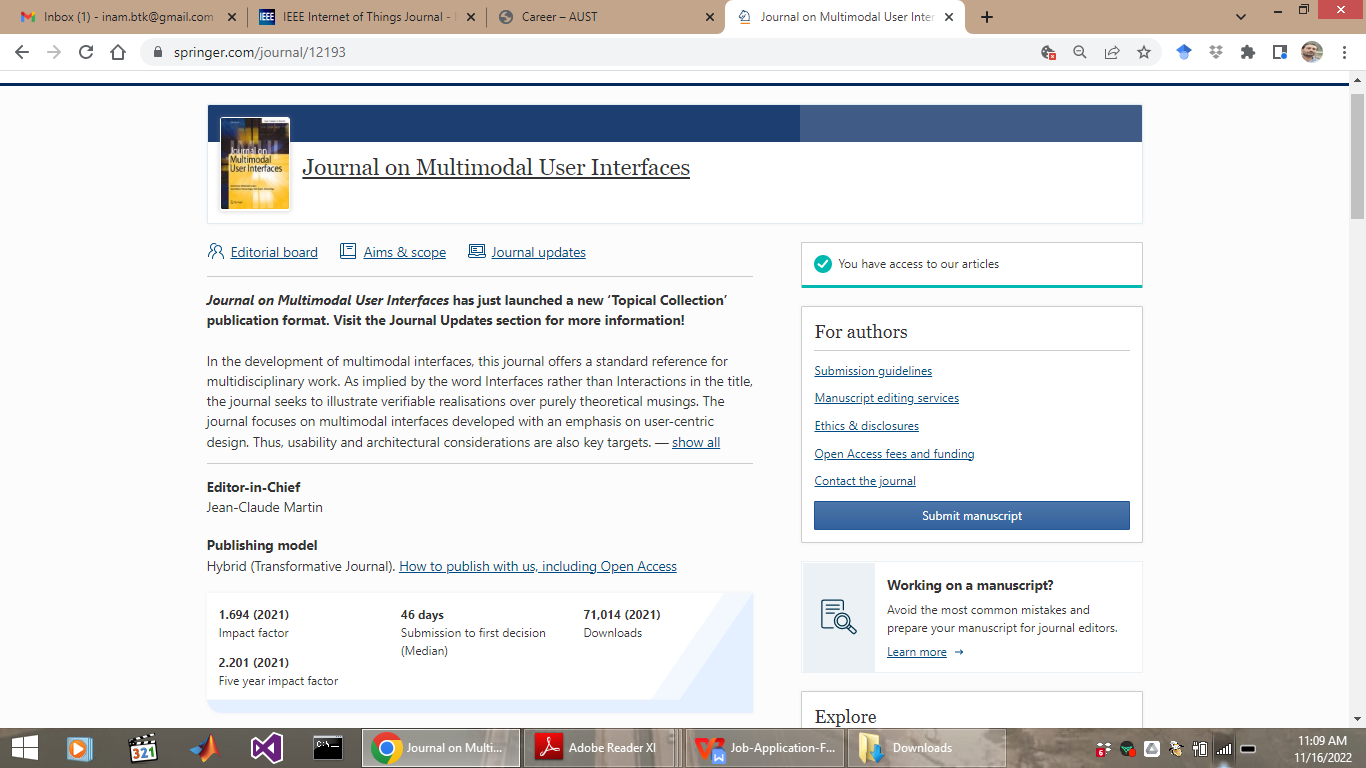 Inbox (1) - inam.btk@gmail.com
IEEE
IEEE Internet of Things Journal -
Career – AUST
Journal on Multimodal User Inter
springer.com/journal/12193
Journal on
Multimodal
User Interfaces
Journal on Multimodal User Interfaces
Editorial board
Aims & scope
Journal updates
You have access to our articles
Journal on Multimodal User Interfaces has just launched a new ‘Topical Collection’
publication format. Visit the Journal Updates section for more information!
In the development of multimodal interfaces, this journal offers a standard reference for
multidisciplinary work. As implied by the word Interfaces rather than Interactions in the title,
the journal seeks to illustrate verifiable realisations over purely theoretical musings. The
journal focuses on multimodal interfaces developed with an emphasis on user-centric
design. Thus, usability and architectural considerations are also key targets. — show all
Editor-in-Chief
Jean-Claude Martin
Publishing model
Hybrid (Transformative Journal). How to publish with us, including Open Access
1.694 (2021)
Impact factor
2.201 (2021)
Five year impact factor
46 days
Submission to first decision
(Median)
71,014 (2021)
Downloads
For authors
Submission guidelines
Manuscript editing services
Ethics & disclosures
Open Access fees and funding
Contact the journal
Submit manuscript
Working on a manuscript?
Avoid the most common mistakes and
prepare your manuscript for journal editors.
Learn more →
Explore
321
C:\_
Journal on Multi...
Adobe Reader XI
W
Job-Application-F...
Downloads
6
11:09 AM
11/16/2022